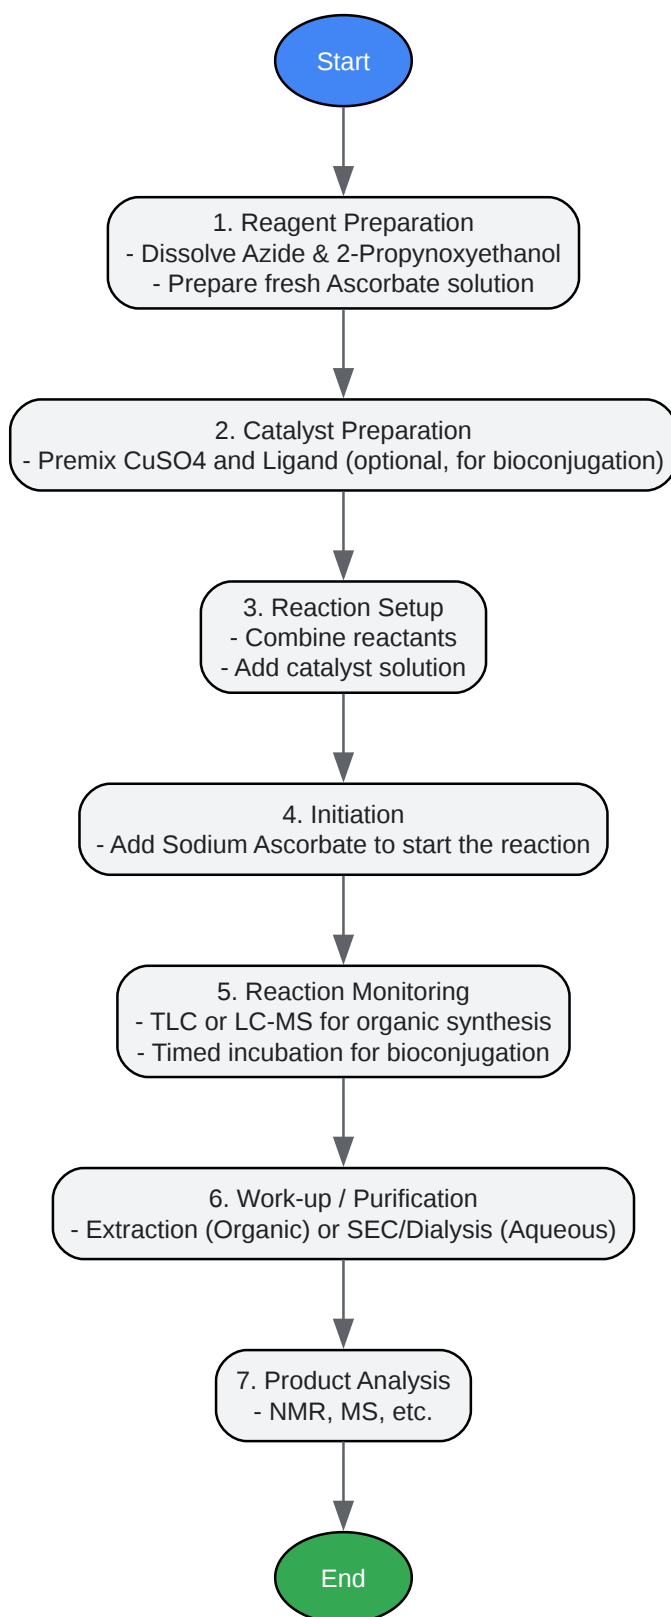 Start
1. Reagent Preparation
- Dissolve Azide & 2-Propynoxyethanol
- Prepare fresh Ascorbate solution
2. Catalyst Preparation
- Premix CuSO4 and Ligand (optional, for bioconjugation)
3. Reaction Setup
- Combine reactants
- Add catalyst solution
4. Initiation
- Add Sodium Ascorbate to start the reaction
5. Reaction Monitoring
- TLC or LC-MS for organic synthesis
- Timed incubation for bioconjugation
6. Work-up / Purification
- Extraction (Organic) or SEC/Dialysis (Aqueous)
7. Product Analysis
- NMR, MS, etc.
End